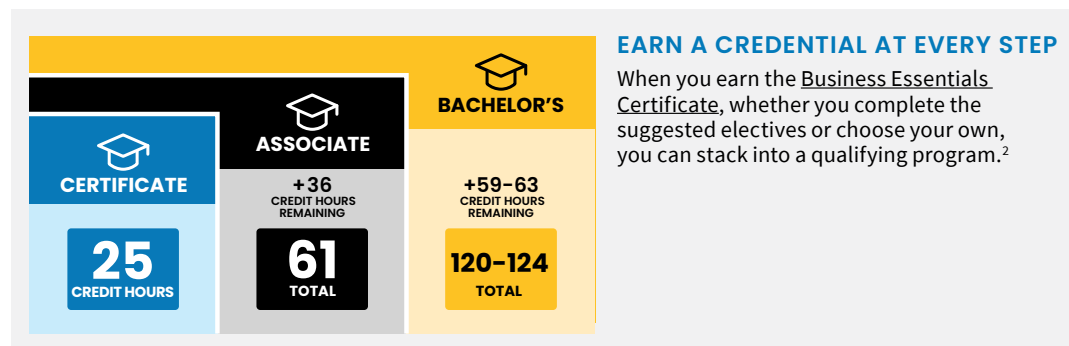 BACHELOR'S
ASSOCIATE
CERTIFICATE
+36
CREDIT HOURS
REMAINING
+59-63
CREDIT HOURS
REMAINING
25
CREDIT HOURS
61
TOTAL
120-124
TOTAL
EARN A CREDENTIAL AT EVERY STEP
When you earn the Business Essentials
Certificate, whether you complete the
suggested electives or choose your own,
you can stack into a qualifying program.²